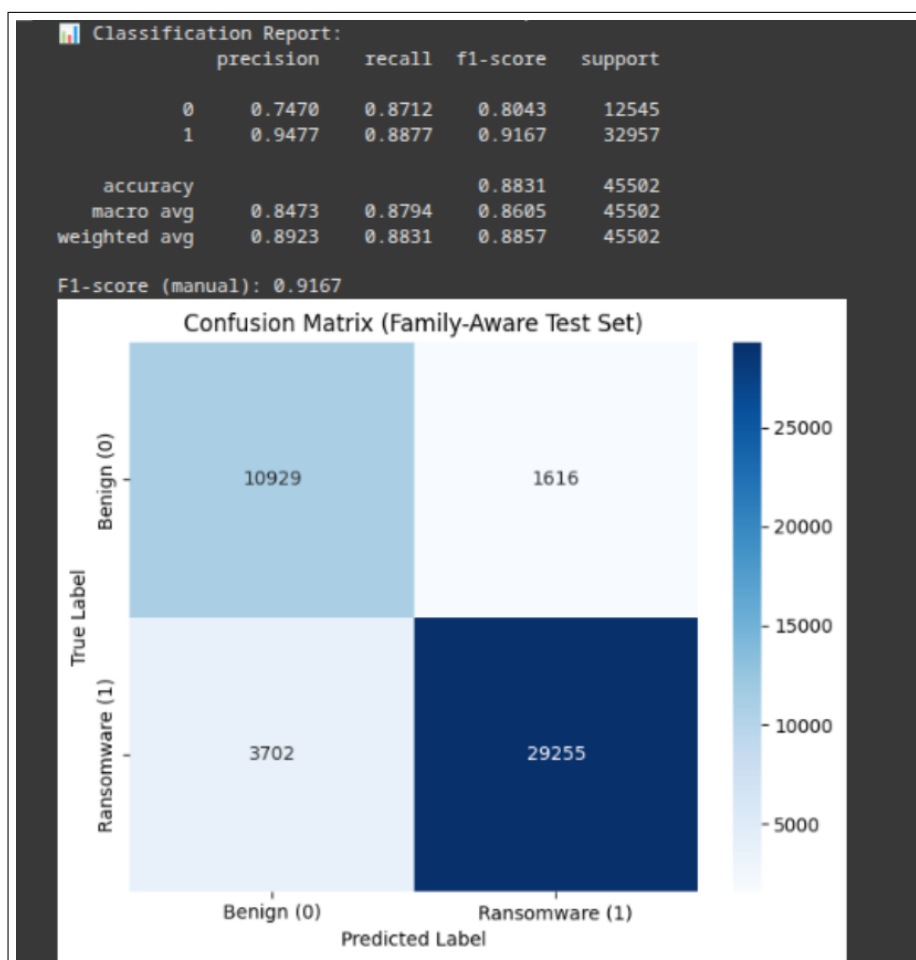 📊 Classification Report:
precision recall f1-score support
0 0.7470 0.8712 0.8043 12545
1 0.9477 0.8877 0.9167 32957
accuracy 0.8831 45502
macro avg 0.8473 0.8794 0.8605 45502
weighted avg 0.8923 0.8831 0.8857 45502
F1-score (manual): 0.9167
Confusion Matrix (Family-Aware Test Set)
True Label
Benign (0)
10929 1616
Ransomware (1)
3702 29255
Benign (0) Ransomware (1)
Predicted Label
25000
20000
15000
10000
5000